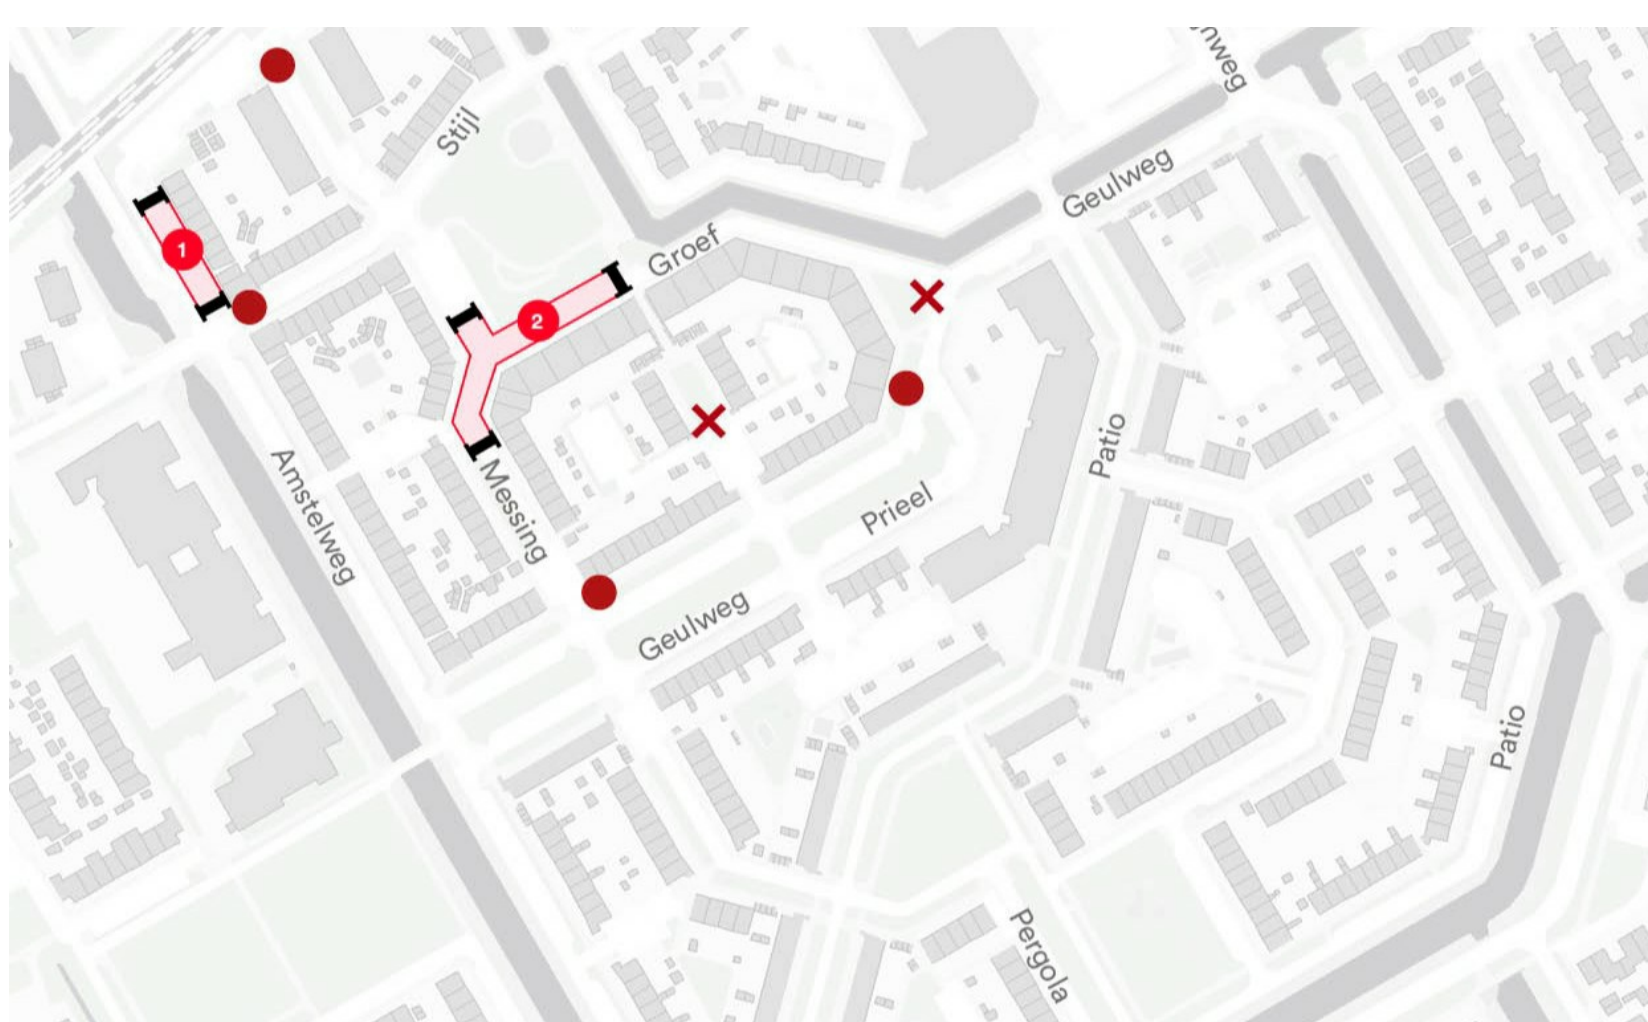 Stijl
1
Geulweg
Groef
2
Patio
Amstelweg
Messing
Prieel
Geulweg
Patio
Pergola